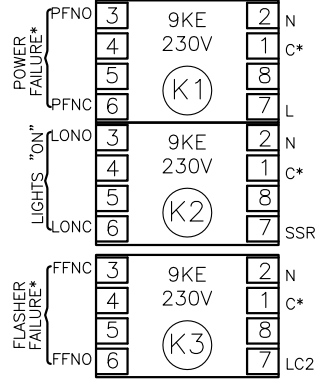 PFNO 3 9KE 2 N
4 230V 1 C*
POWER FAILURE*
5 K1 8
PFNC 6 7 L
LONO 3 9KE 2 N
4 230V 1 C*
LIGHTS "ON"
5 K2 8
LONC 6 7 SSR
FFNC 3 9KE 2 N
4 230V 1 C*
FLASHER FAILURE*
5 K3 8
FFNO 6 7 LC2